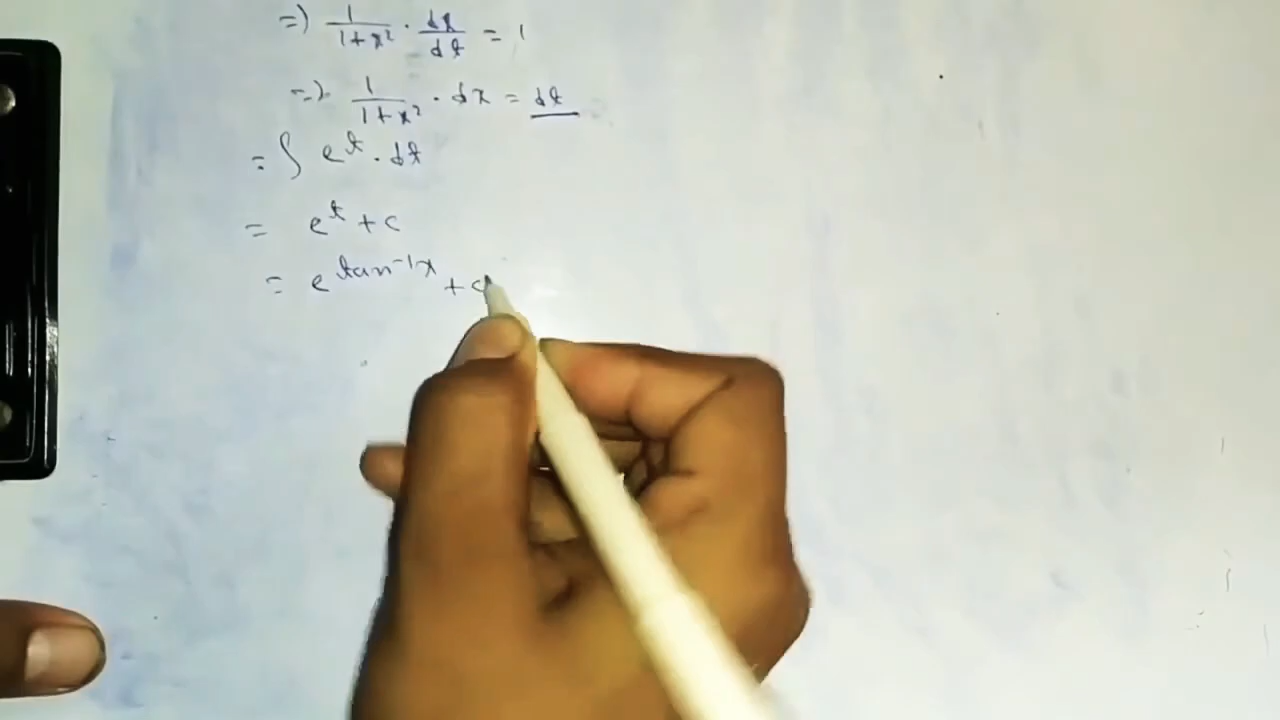 =) 1/(1+x²) · dx/dt = 1
=) 1/(1+x²) · dx = dt
= ∫ e^t · dt
= e^t + c
= e^(tan⁻¹x) + c